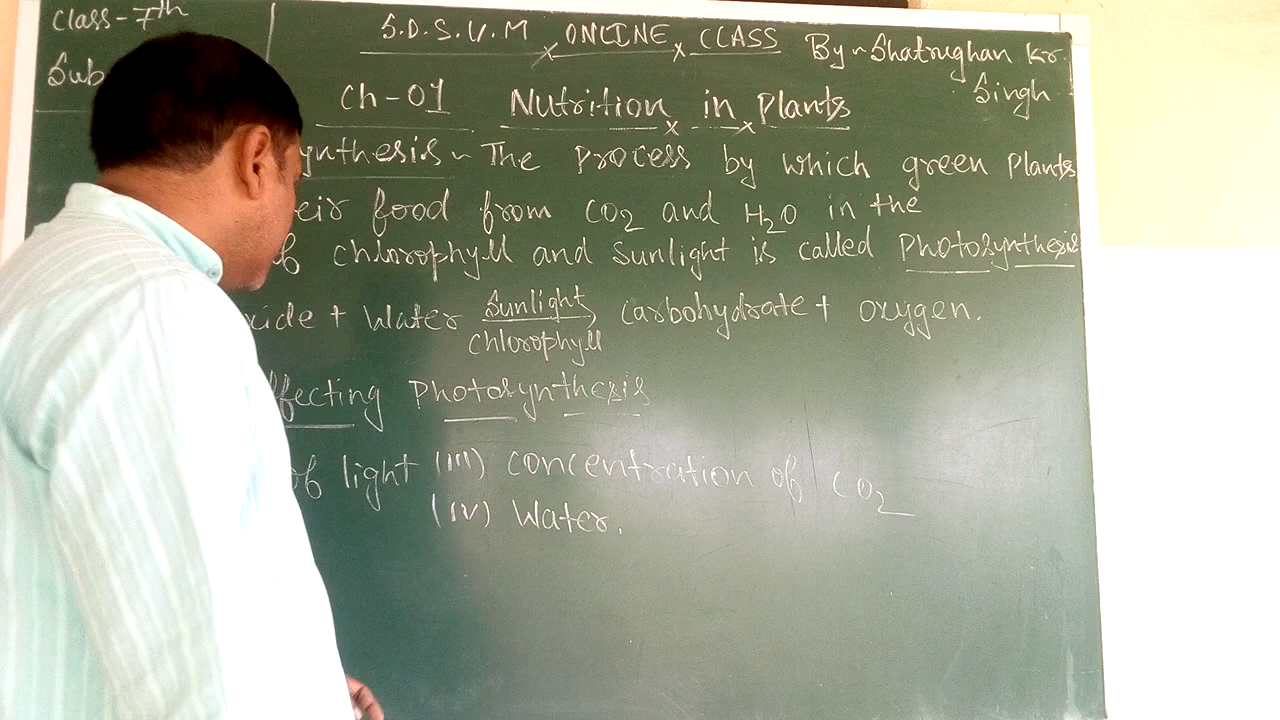 Class-7th
Sub
S.D.S.V.M × ONLINE × CLASS
By ~ Shatrughan Kr.
Singh
Ch-01 Nutrition in Plants
ynthesis ~ The Process by which green Plants
eir food from CO2 and H2O in the
of chlorophyll and Sunlight is called Photosynthesis
xide + Water Sunlight Carbohydrate + oxygen.
Chlorophyll
ffecting Photosynthesis
of light (iii) Concentration of CO2
(iv) Water.